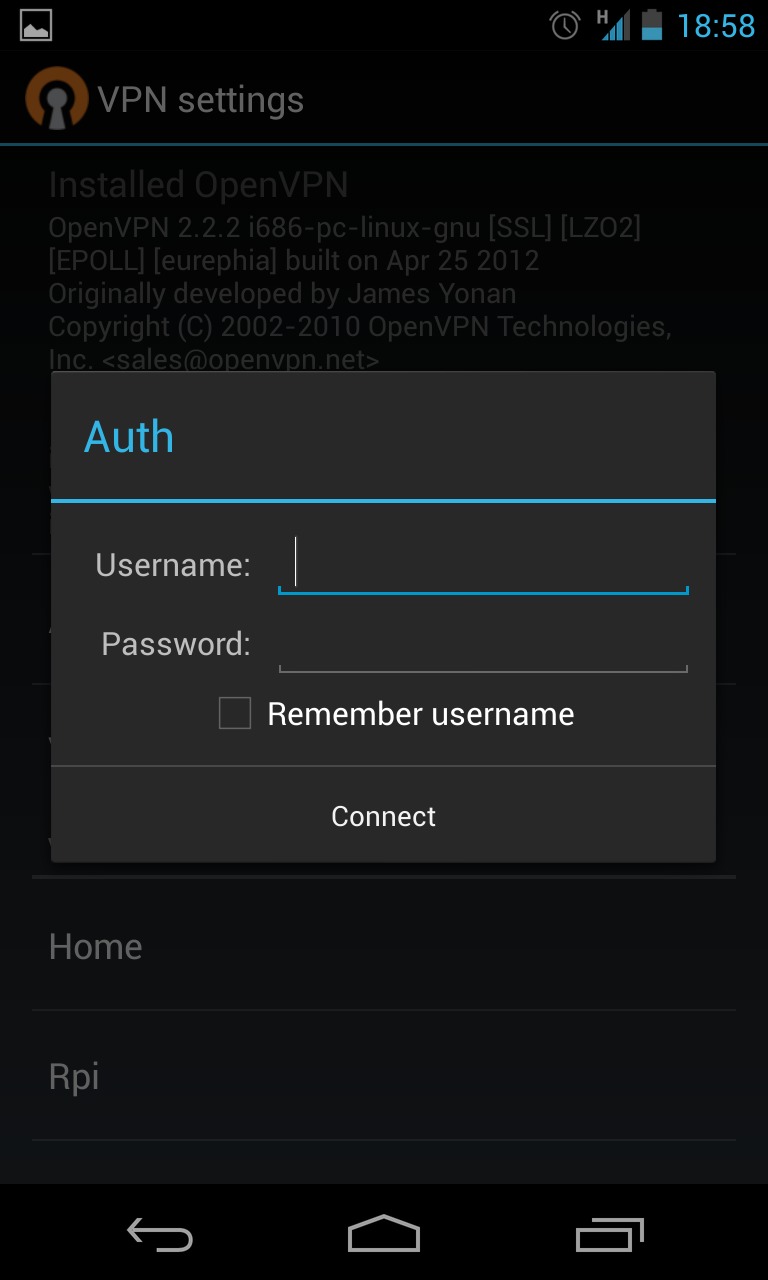 H
18:58
VPN settings
Installed OpenVPN
OpenVPN 2.2.2 i686-pc-linux-gnu [SSL] [LZO2]
[EPOLL] [eurephia] built on Apr 25 2012
Originally developed by James Yonan
Copyright (C) 2002-2010 OpenVPN Technologies,
Inc. <sales@openvpn.net>
Auth
Username:
Password:
Remember username
Connect
Home
Rpi